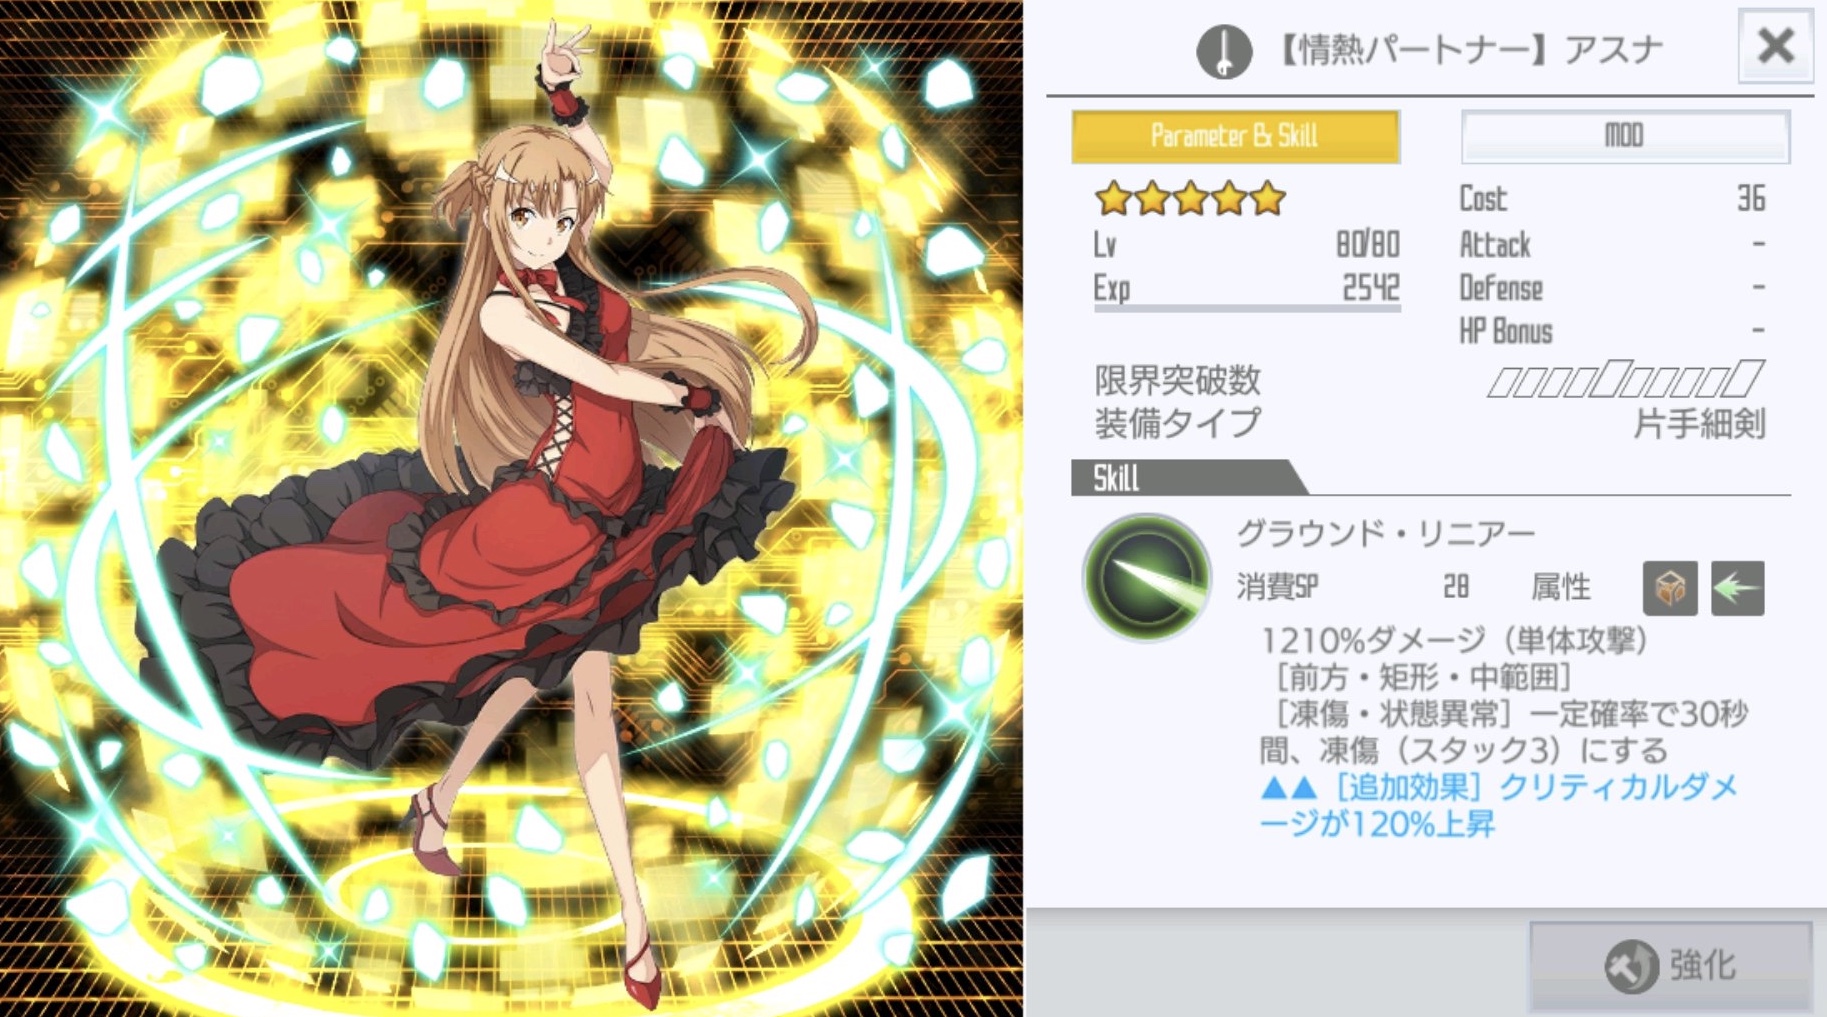 【情熱パートナー】アスナ
Parameter & Skill
MOD
Cost 36
Lv 80/80
Attack -
Exp 2542
Defense -
HP Bonus -
限界突破数
装備タイプ 片手細剣
Skill
グラウンド・リニアー
消費SP 28 属性
1210%ダメージ（単体攻撃）
［前方・矩形・中範囲］
［凍傷・状態異常］一定確率で30秒
間、凍傷（スタック3）にする
▲▲［追加効果］クリティカルダメ
ージが120%上昇
強化